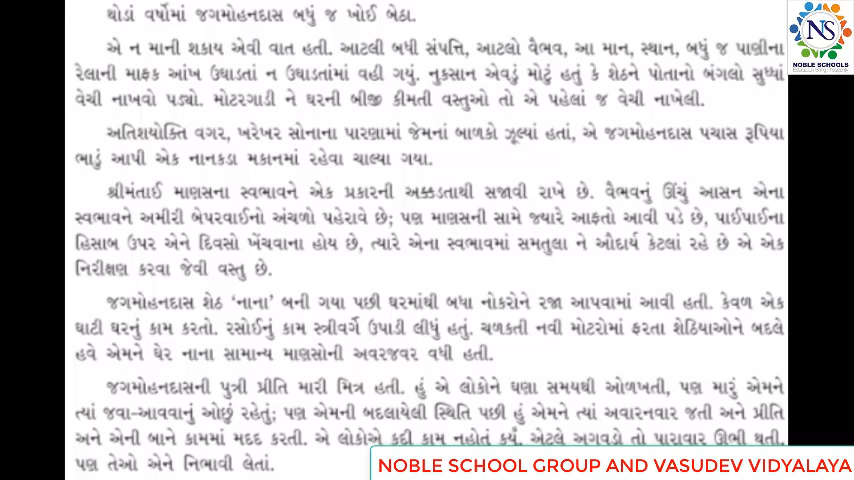 થોડાં વર્ષોમાં જગમોહનદાસ બધું જ ખોઈ બેઠા.
એ ન માની શકાય એવી વાત હતી. આટલી બધી સંપત્તિ, આટલો વૈભવ, આ માન, સ્થાન, બધું જ પાણીના
રેલાની માફક આંખ ઉઘાડતાં ન ઉઘાડતાંમાં વહી ગયું. નુકસાન એવડું મોટું હતું કે શેઠને પોતાનો બંગલો સુધ્ધાં
વેચી નાખવો પડ્યો. મોટરગાડી ને ઘરની બીજી કીમતી વસ્તુઓ તો એ પહેલાં જ વેચી નાખેલી.
અતિશયોક્તિ વગર, ખરેખર સોનાના પારણામાં જેમનાં બાળકો ઝૂલ્યાં હતાં, એ જગમોહનદાસ પચાસ રૂપિયા
ભાડું આપી એક નાનકડા મકાનમાં રહેવા ચાલ્યા ગયા.
શ્રીમંતાઈ માણસના સ્વભાવને એક પ્રકારની અક્કડતાથી સજાવી રાખે છે. વૈભવનું ઊંચું આસન એના
સ્વભાવને અમીરી બેપરવાઈનો અંચળો પહેરાવે છે; પણ માણસની સામે જ્યારે આફતો આવી પડે છે, પાઈપાઈના
હિસાબ ઉપર એને દિવસો ખેંચવાના હોય છે, ત્યારે એના સ્વભાવમાં સમતુલા ને ઔદાર્ય કેટલાં રહે છે એ એક
નિરીક્ષણ કરવા જેવી વસ્તુ છે.
જગમોહનદાસ શેઠ ‘નાના’ બની ગયા પછી ઘરમાંથી બધા નોકરોને રજા આપવામાં આવી હતી. કેવળ એક
ઘાટી ઘરનું કામ કરતો. રસોઈનું કામ સ્ત્રીવર્ગે ઉપાડી લીધું હતું. ચળકતી નવી મોટરોમાં ફરતા શેઠિયાઓને બદલે
હવે એમને ઘેર નાના સામાન્ય માણસોની અવરજવર વધી હતી.
જગમોહનદાસની પુત્રી પ્રીતિ મારી મિત્ર હતી. હું એ લોકોને ઘણા સમયથી ઓળખતી, પણ મારું એમને
ત્યાં જવા-આવવાનું ઓછું રહેતું; પણ એમની બદલાયેલી સ્થિતિ પછી હું એમને ત્યાં અવારનવાર જતી અને પ્રીતિ
અને એની બાને કામમાં મદદ કરતી. એ લોકોએ કદી કામ નહોતું કર્યું, એટલે અગવડો તો પારાવાર ઊભી થતી,
પણ તેઓ એને નિભાવી લેતાં.
NS
NOBLE SCHOOLS
NOBLE SCHOOL GROUP AND VASUDEV VIDYALAYA